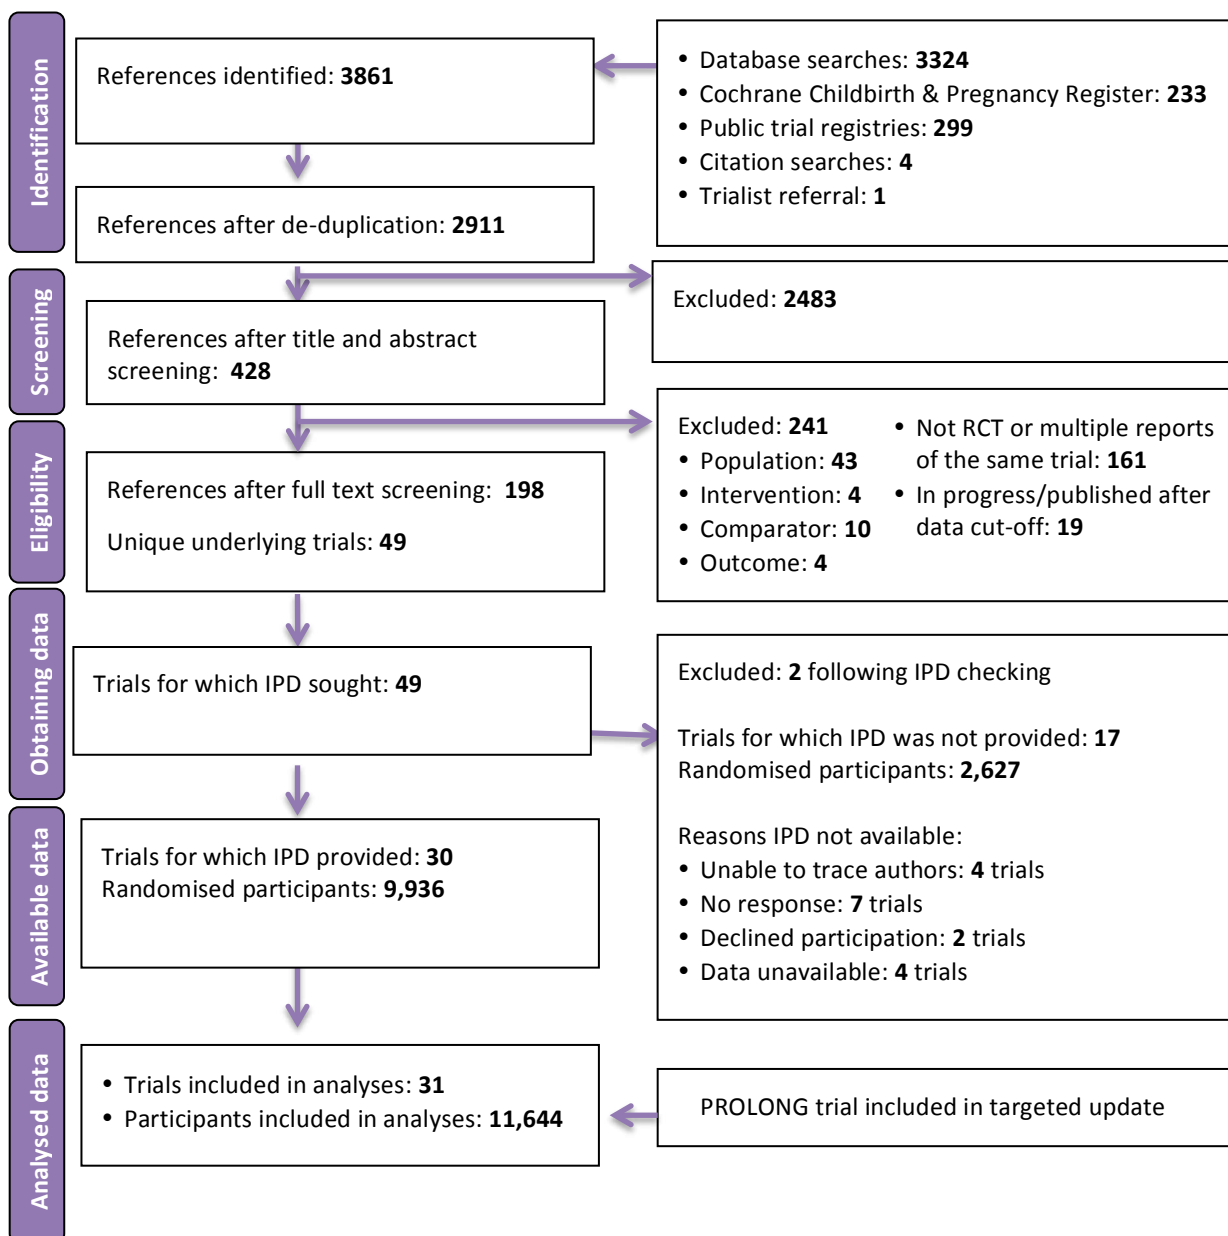 Identification
References identified: 3861
• Database searches: 3324
• Cochrane Childbirth & Pregnancy Register: 233
• Public trial registries: 299
• Citation searches: 4
• Trialist referral: 1
References after de-duplication: 2911
Screening
Excluded: 2483
References after title and abstract
screening: 428
Eligibility
References after full text screening: 198
Unique underlying trials: 49
Excluded: 241
• Population: 43
• Intervention: 4
• Comparator: 10
• Outcome: 4
• Not RCT or multiple reports
of the same trial: 161
• In progress/published after
data cut-off: 19
Obtaining data
Trials for which IPD sought: 49
Excluded: 2 following IPD checking
Trials for which IPD was not provided: 17
Randomised participants: 2,627
Reasons IPD not available:
• Unable to trace authors: 4 trials
• No response: 7 trials
• Declined participation: 2 trials
• Data unavailable: 4 trials
Available data
Trials for which IPD provided: 30
Randomised participants: 9,936
Analysed data
• Trials included in analyses: 31
• Participants included in analyses: 11,644
PROLONG trial included in targeted update